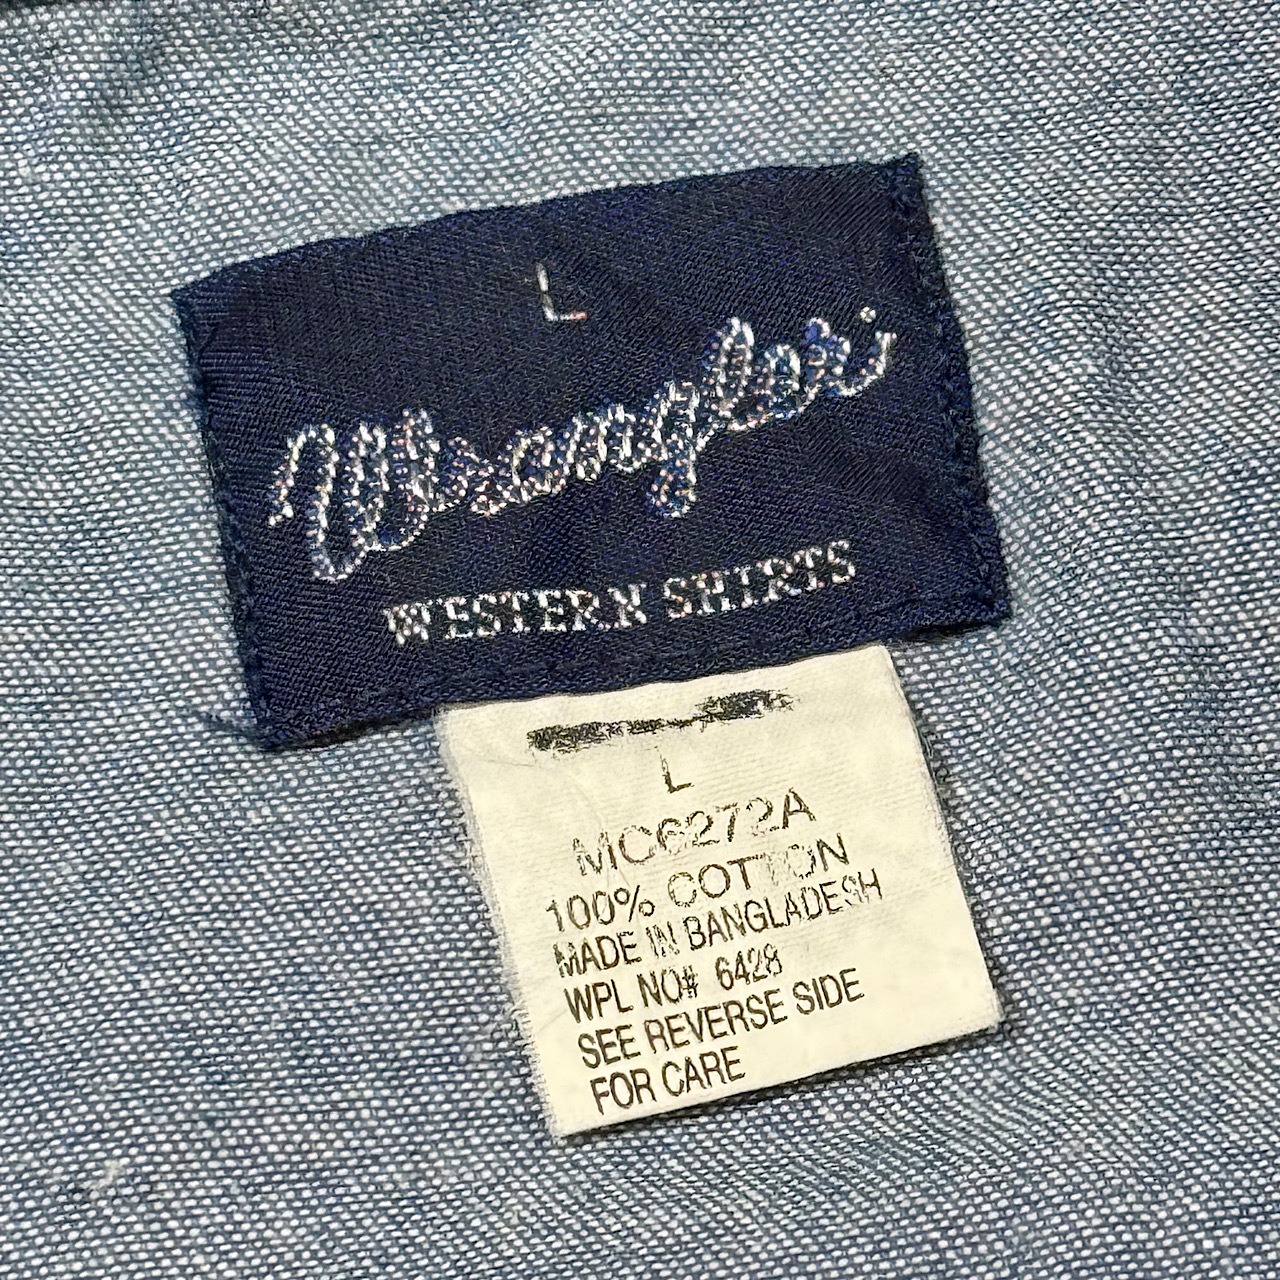 L
Wrangler
WESTERN SHIRTS
L
MC6272A
100% COTTON
MADE IN BANGLADESH
WPL NO# 6428
SEE REVERSE SIDE
FOR CARE